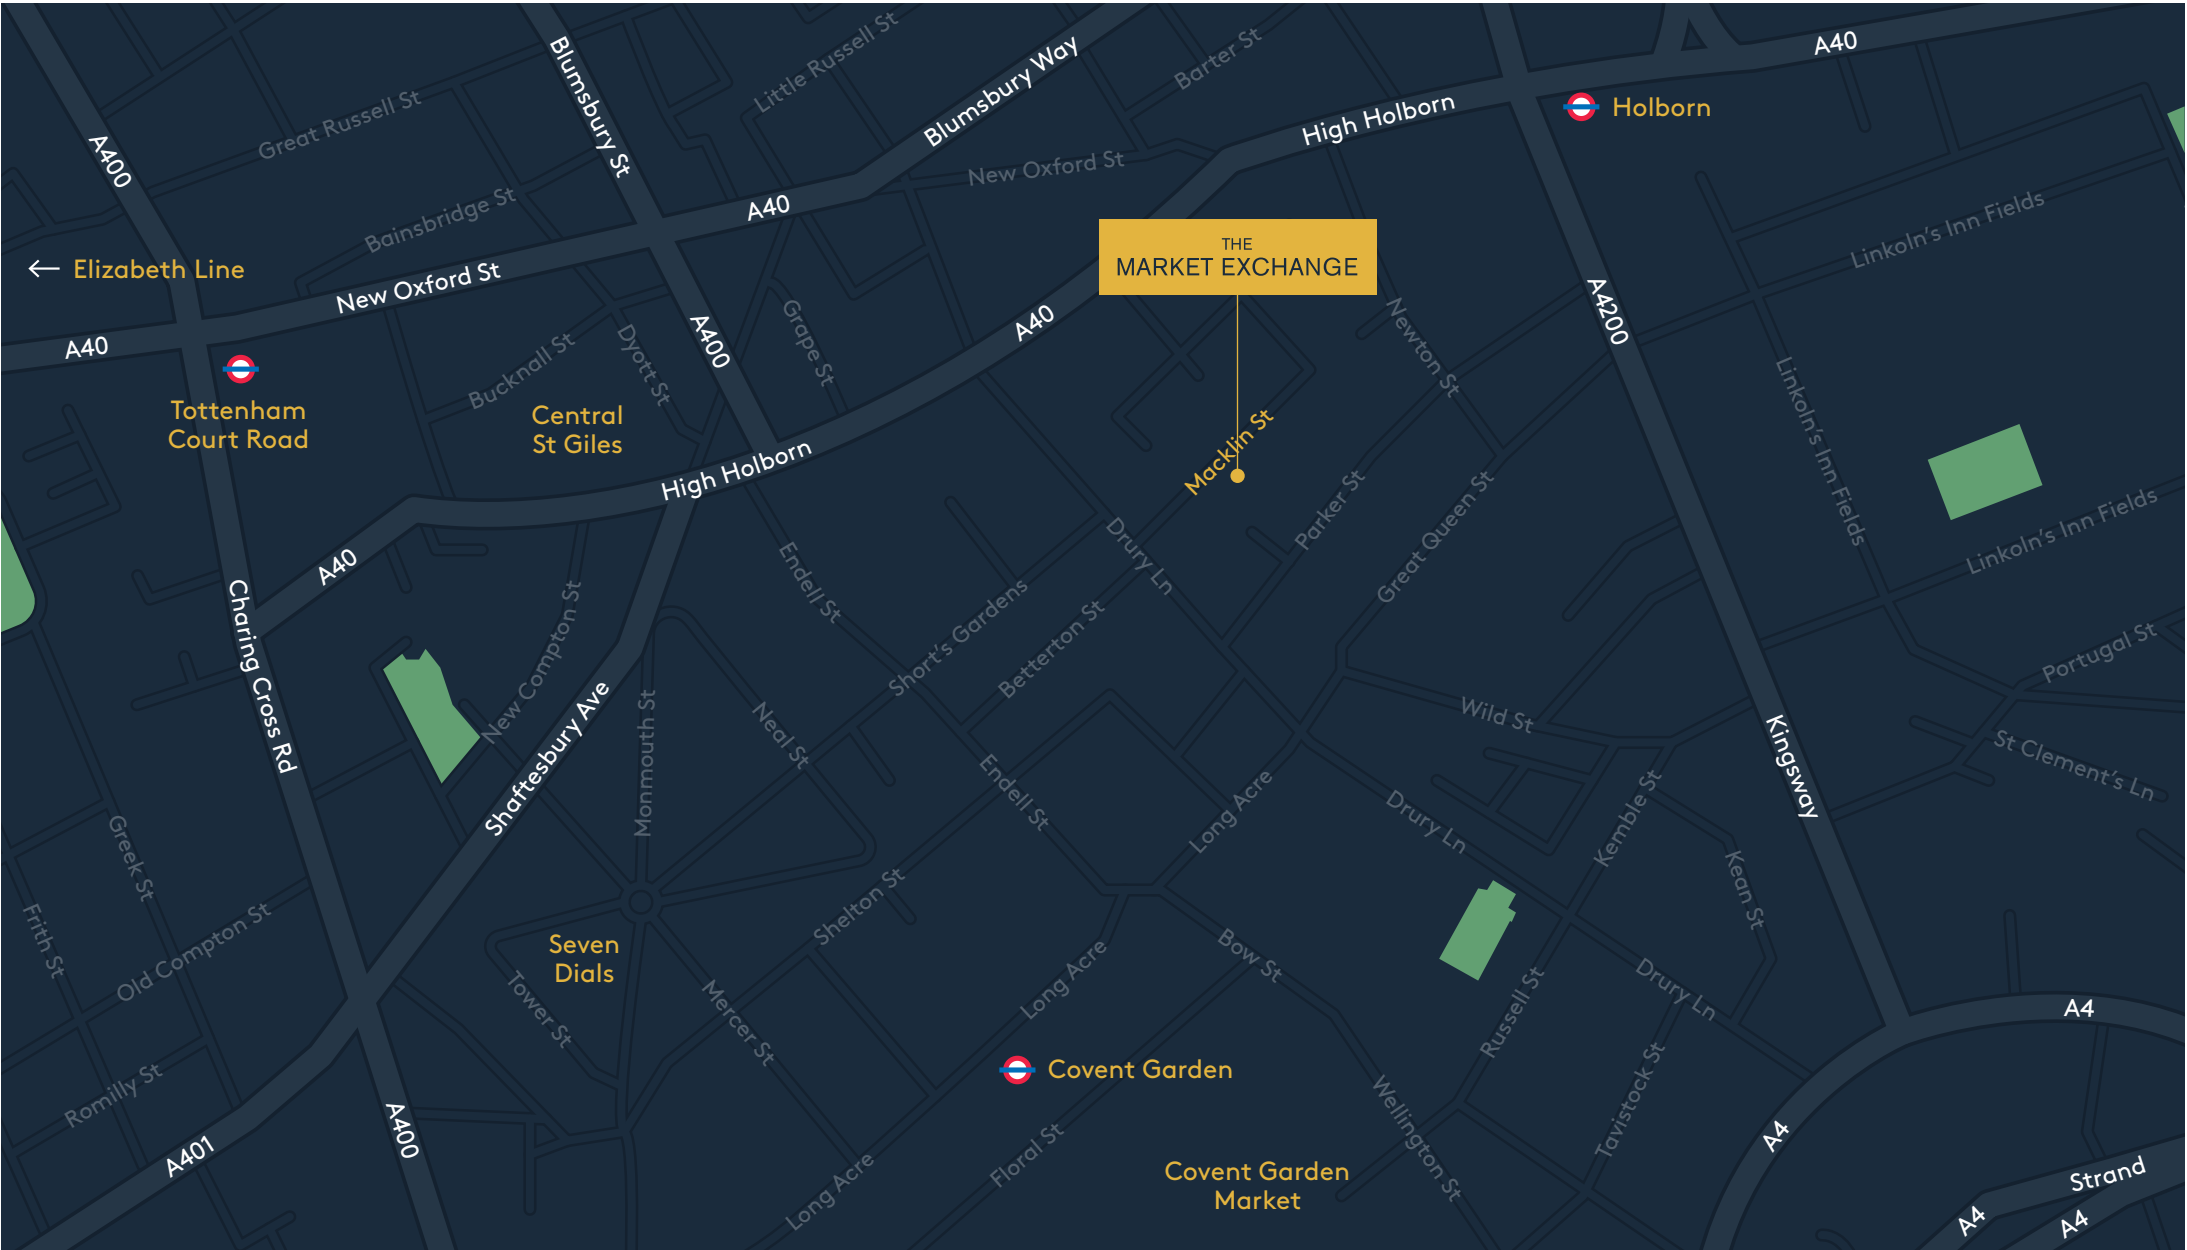 Blumsbury St
Little Russell St
Blumsbury Way
Barter St
A40
High Holborn
Holborn
Great Russell St
A400
New Oxford St
Bainsbridge St
A40
Linkoln's Inn Fields
← Elizabeth Line
New Oxford St
THE
MARKET EXCHANGE
A40
A40
A400
Grape St
Dyott St
Bucknall St
Newton St
A4200
Tottenham
Court Road
Central
St Giles
Macklin St
Linkoln's Inn Fields
High Holborn
Parker St
Great Queen St
Linkoln's Inn Fields
A40
Endell St
Drury Ln
Charing Cross Rd
New Compton St
Short's Gardens
Betterton St
Portugal St
Shaftesbury Ave
Monmouth St
Neal St
Wild St
Kingsway
St Clement's Ln
Endell St
Long Acre
Drury Ln
Kemble St
Kean St
Greek St
Frith St
Old Compton St
Shelton St
Seven
Dials
Tower St
Mercer St
Long Acre
Bow St
Russell St
Drury Ln
A4
Covent Garden
Romilly St
A401
A400
Long Acre
Floral St
Covent Garden
Market
Wellington St
Tavistock St
A4
Strand
A4
A4